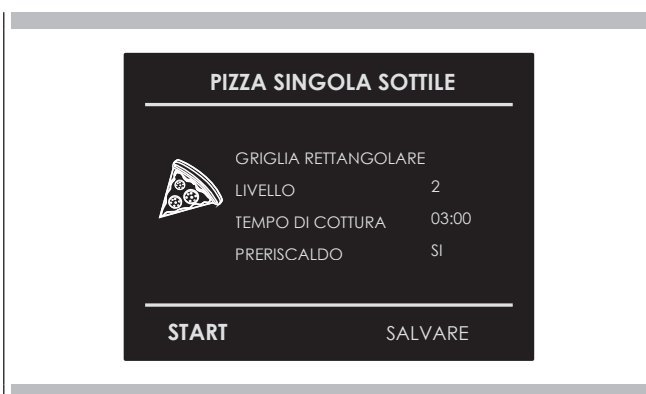 PIZZA SINGOLA SOTTILE
GRIGLIA RETTANGOLARE
LIVELLO 2
TEMPO DI COTTURA 03:00
PRERISCALDO SI
START SALVARE